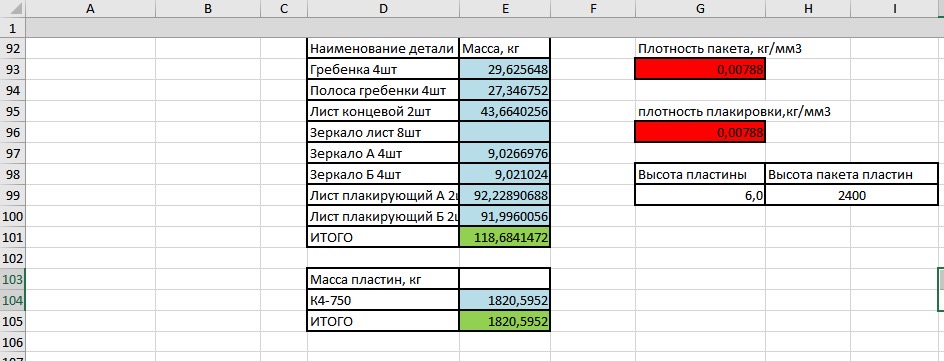 A B C D E F G H I
1
92 Наименование детали Масса, кг Плотность пакета, кг/мм3
93 Гребенка 4шт 29,625648 0,00788
94 Полоса гребенки 4шт 27,346752
95 Лист концевой 2шт 43,6640256 плотность плакировки,кг/мм3
96 Зеркало лист 8шт 0,00788
97 Зеркало А 4шт 9,0266976
98 Зеркало Б 4шт 9,021024 Высота пластины Высота пакета пластин
99 Лист плакирующий А 2ш 92,22890688 6,0 2400
100 Лист плакирующий Б 2ш 91,9960056
101 ИТОГО 118,6841472
102
103 Масса пластин, кг
104 К4-750 1820,5952
105 ИТОГО 1820,5952
106
107